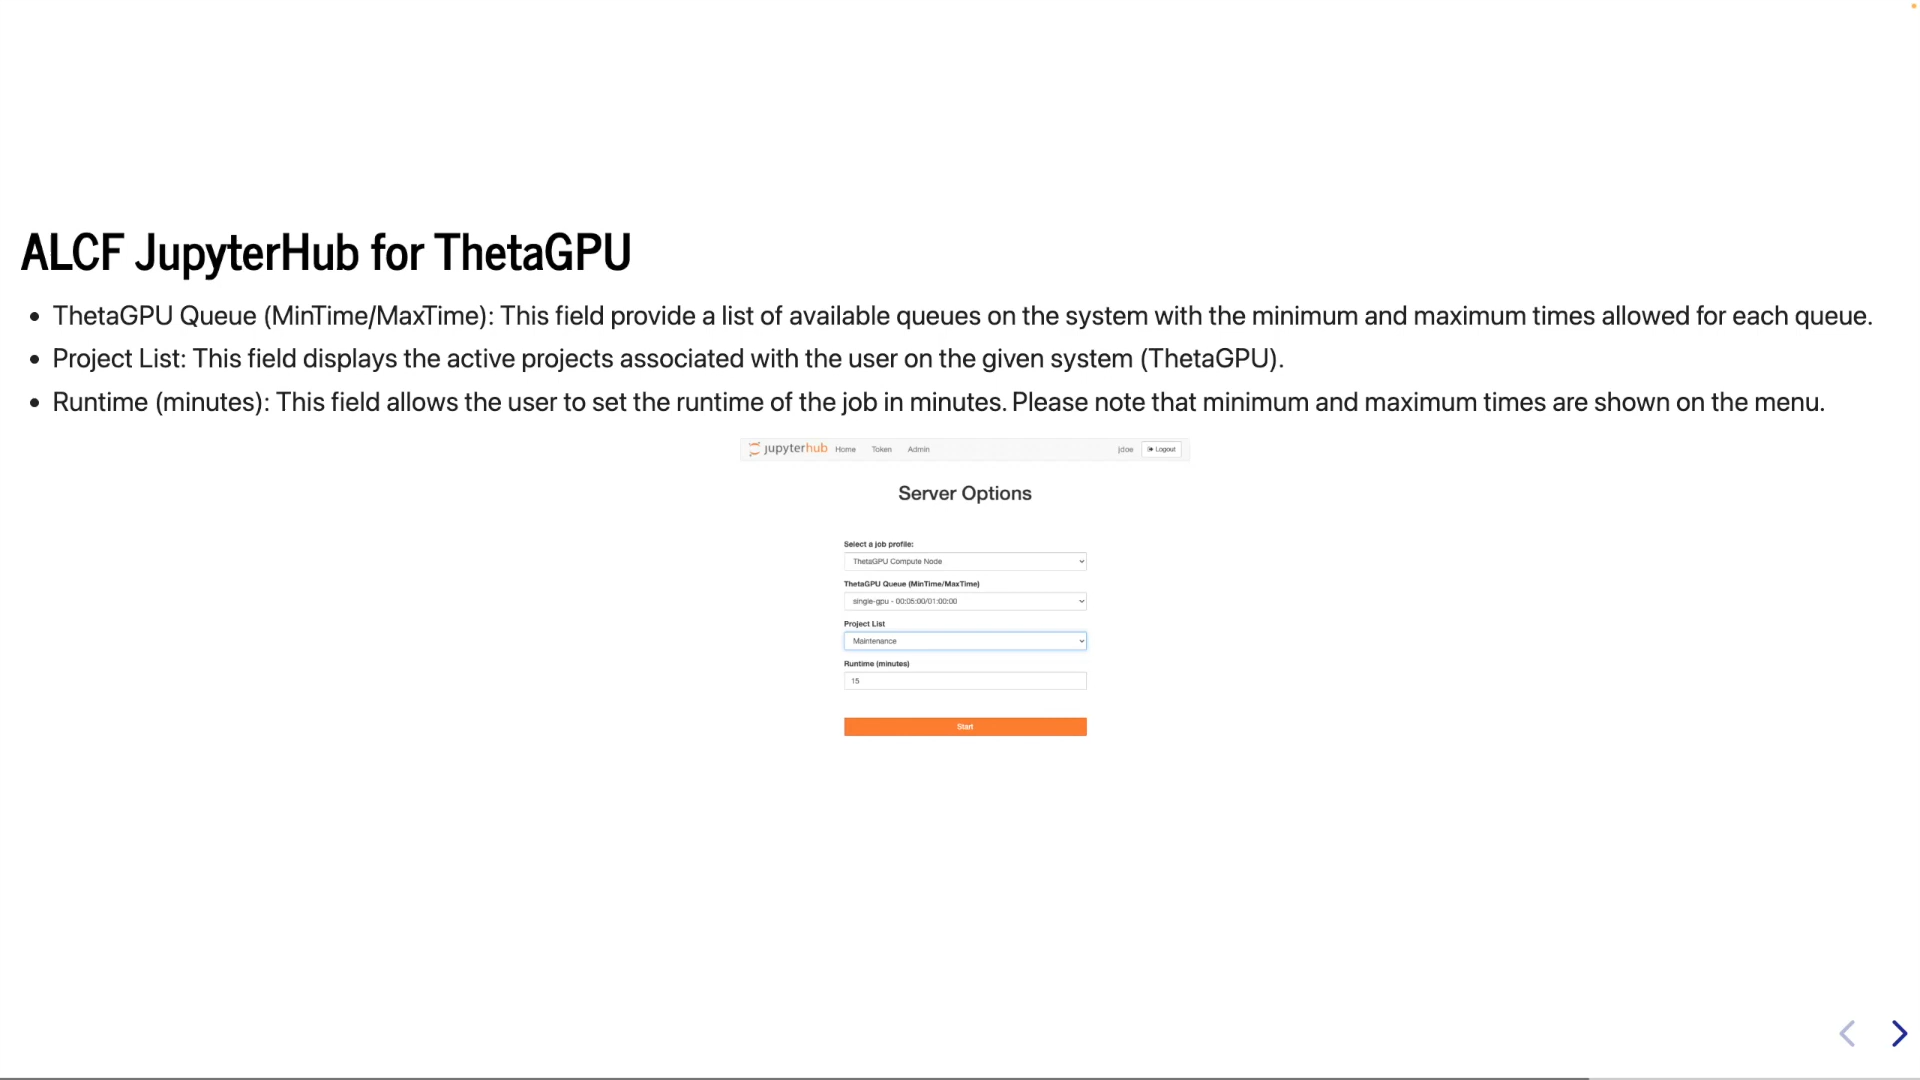 ALCF JupyterHub for ThetaGPU
ThetaGPU Queue (MinTime/MaxTime): This field provide a list of available queues on the system with the minimum and maximum times allowed for each queue.
Project List: This field displays the active projects associated with the user on the given system (ThetaGPU).
Runtime (minutes): This field allows the user to set the runtime of the job in minutes. Please note that minimum and maximum times are shown on the menu.
jupyterhub Home Token Admin jdoe Logout
Server Options
Select a job profile:
ThetaGPU Compute Node
ThetaGPU Queue (MinTime/MaxTime)
single-gpu - 00:05:00/01:00:00
Project List
Maintenance
Runtime (minutes)
15
Start